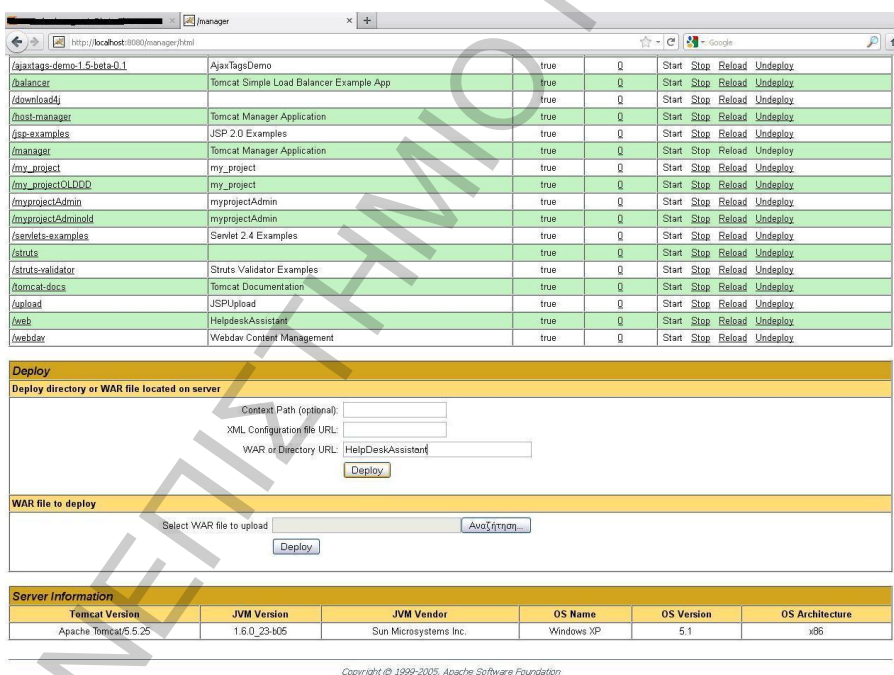 /manager
http://localhost:8080/manager/html Google
/ajaxtags-demo-1.5-beta-0.1 AjaxTagsDemo true 0 Start Stop Reload Undeploy
/balancer Tomcat Simple Load Balancer Example App true 0 Start Stop Reload Undeploy
/download4j true 0 Start Stop Reload Undeploy
/host-manager Tomcat Manager Application true 0 Start Stop Reload Undeploy
/jsp-examples JSP 2.0 Examples true 0 Start Stop Reload Undeploy
/manager Tomcat Manager Application true 0 Start Stop Reload Undeploy
/my_project my_project true 0 Start Stop Reload Undeploy
/my_projectOLDDD my_project true 0 Start Stop Reload Undeploy
/myprojectAdmin myprojectAdmin true 0 Start Stop Reload Undeploy
/myprojectAdminold myprojectAdmin true 0 Start Stop Reload Undeploy
/servlets-examples Servlet 2.4 Examples true 0 Start Stop Reload Undeploy
/struts true 0 Start Stop Reload Undeploy
/struts-validator Struts Validator Examples true 0 Start Stop Reload Undeploy
/tomcat-docs Tomcat Documentation true 0 Start Stop Reload Undeploy
/upload JSPUpload true 0 Start Stop Reload Undeploy
/web HelpdeskAssistant true 0 Start Stop Reload Undeploy
/webdav Webdav Content Management true 0 Start Stop Reload Undeploy
Deploy
Deploy directory or WAR file located on server
Context Path (optional):
XML Configuration file URL:
WAR or Directory URL: HelpDeskAssistant
Deploy
WAR file to deploy
Select WAR file to upload Αναζήτηση...
Deploy
Server Information
Tomcat Version JVM Version JVM Vendor OS Name OS Version OS Architecture
Apache Tomcat/5.5.25 1.6.0_23-b05 Sun Microsystems Inc. Windows XP 5.1 x86
Copyright © 1999-2005, Apache Software Foundation
ΝΕΠΙΣΤΗΜΙΟ